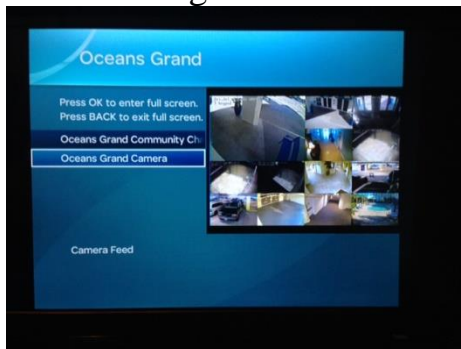 Oceans Grand
Press OK to enter full screen.
Press BACK to exit full screen.
Oceans Grand Community Ch
Oceans Grand Camera
Camera Feed